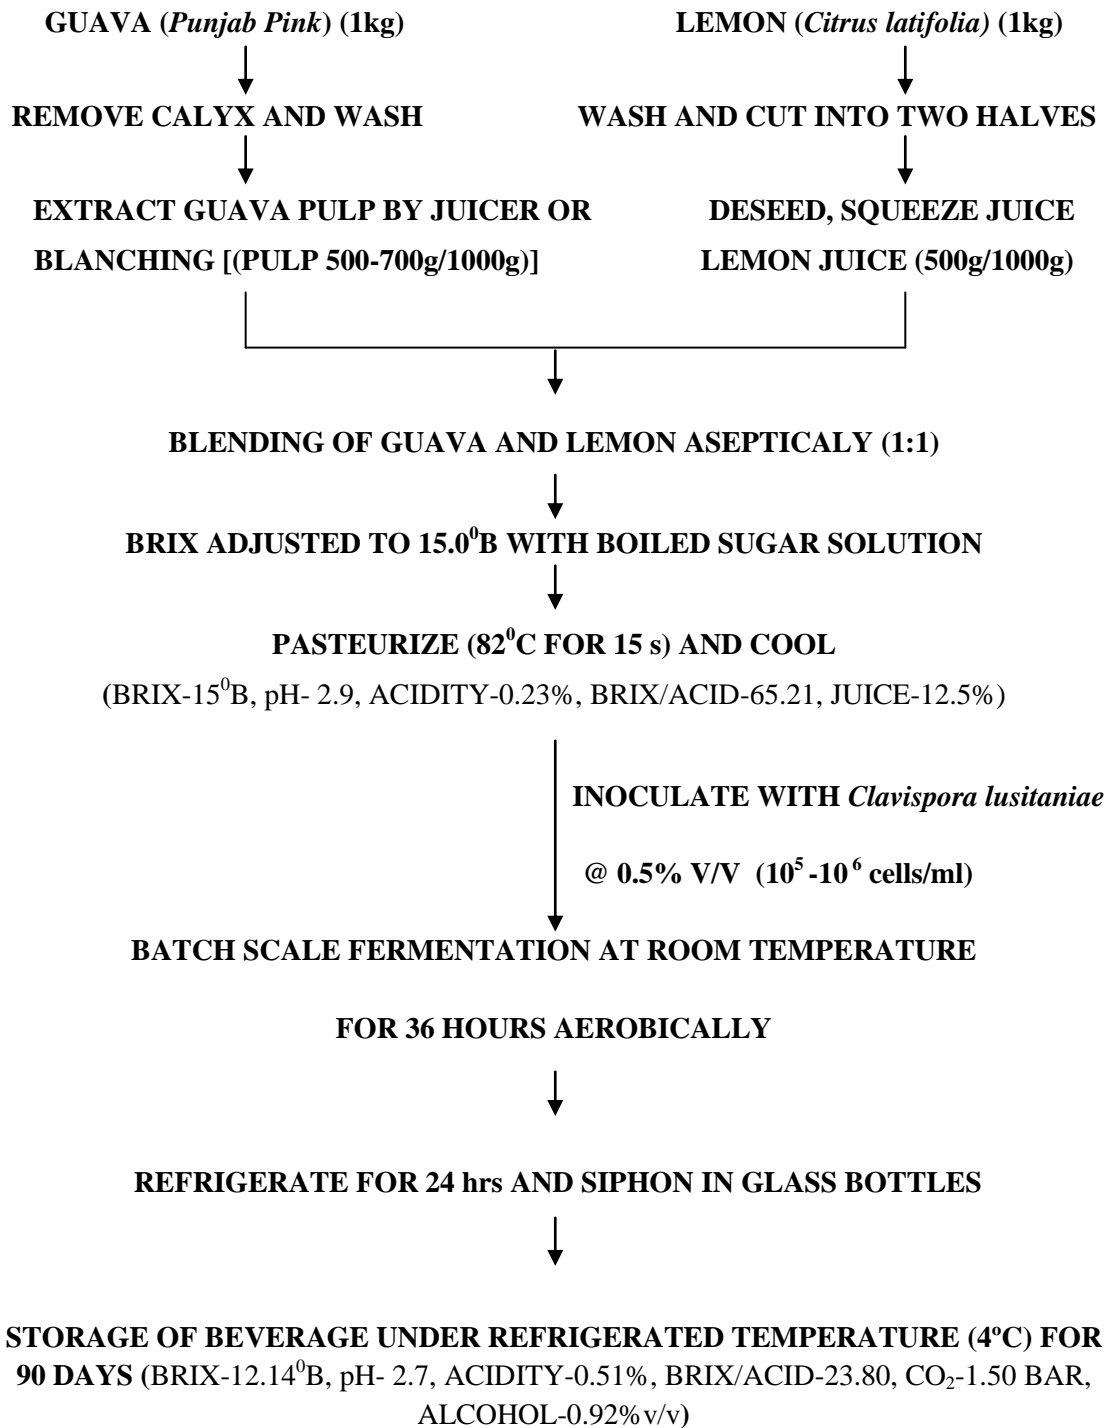 GUAVA (Punjab Pink) (1kg)
LEMON (Citrus latifolia) (1kg)
REMOVE CALYX AND WASH
WASH AND CUT INTO TWO HALVES
EXTRACT GUAVA PULP BY JUICER OR
BLANCHING [(PULP 500-700g/1000g)]
DESEED, SQUEEZE JUICE
LEMON JUICE (500g/1000g)
BLENDING OF GUAVA AND LEMON ASEPTICALY (1:1)
BRIX ADJUSTED TO 15.0⁰B WITH BOILED SUGAR SOLUTION
PASTEURIZE (82⁰C FOR 15 s) AND COOL
(BRIX-15⁰B, pH- 2.9, ACIDITY-0.23%, BRIX/ACID-65.21, JUICE-12.5%)
INOCULATE WITH Clavispora lusitaniae
@ 0.5% V/V (10⁵ -10⁶ cells/ml)
BATCH SCALE FERMENTATION AT ROOM TEMPERATURE
FOR 36 HOURS AEROBICALLY
REFRIGERATE FOR 24 hrs AND SIPHON IN GLASS BOTTLES
STORAGE OF BEVERAGE UNDER REFRIGERATED TEMPERATURE (4ºC) FOR
90 DAYS (BRIX-12.14⁰B, pH- 2.7, ACIDITY-0.51%, BRIX/ACID-23.80, CO₂-1.50 BAR,
ALCOHOL-0.92%v/v)